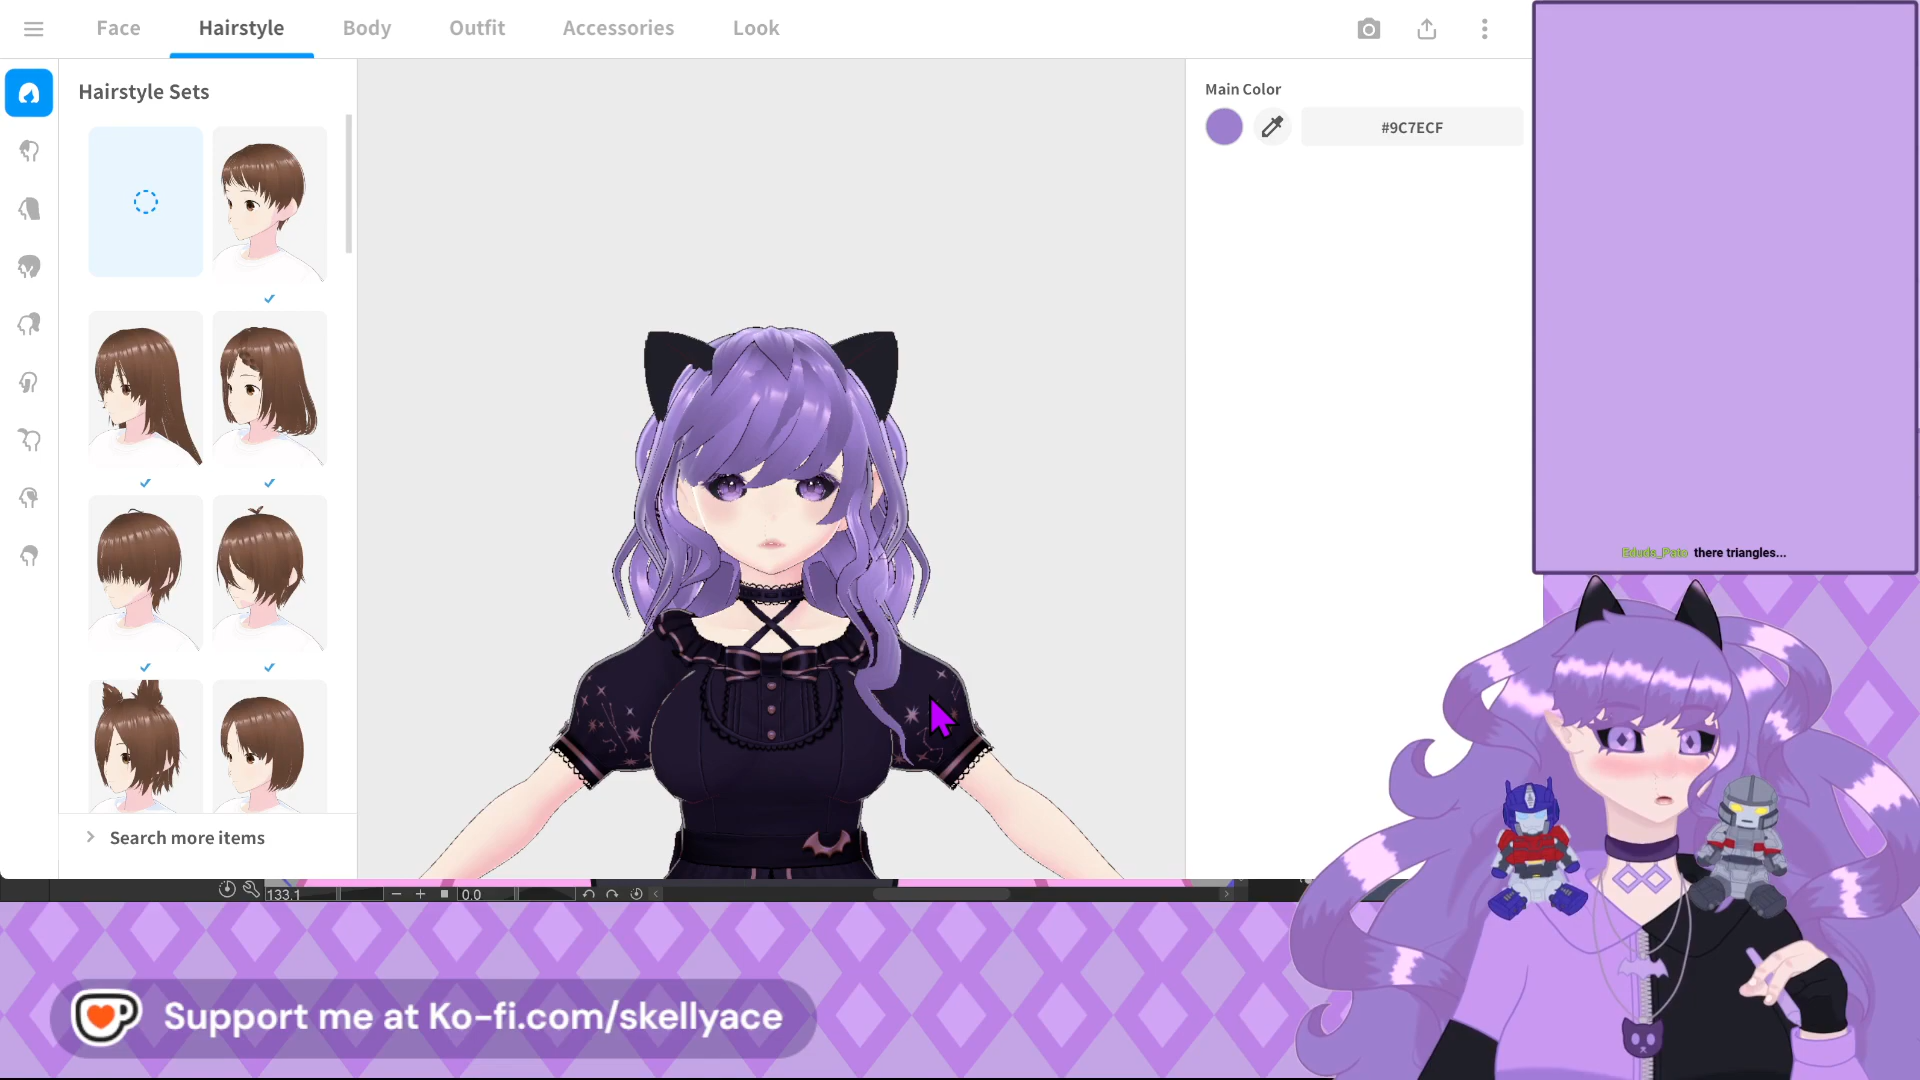 Face
Hairstyle
Body
Outfit
Accessories
Look
Hairstyle Sets
Main Color
#9C7ECF
Search more items
Eduda_Pato there triangles...
133.1
0.0
Support me at Ko-fi.com/skellyace